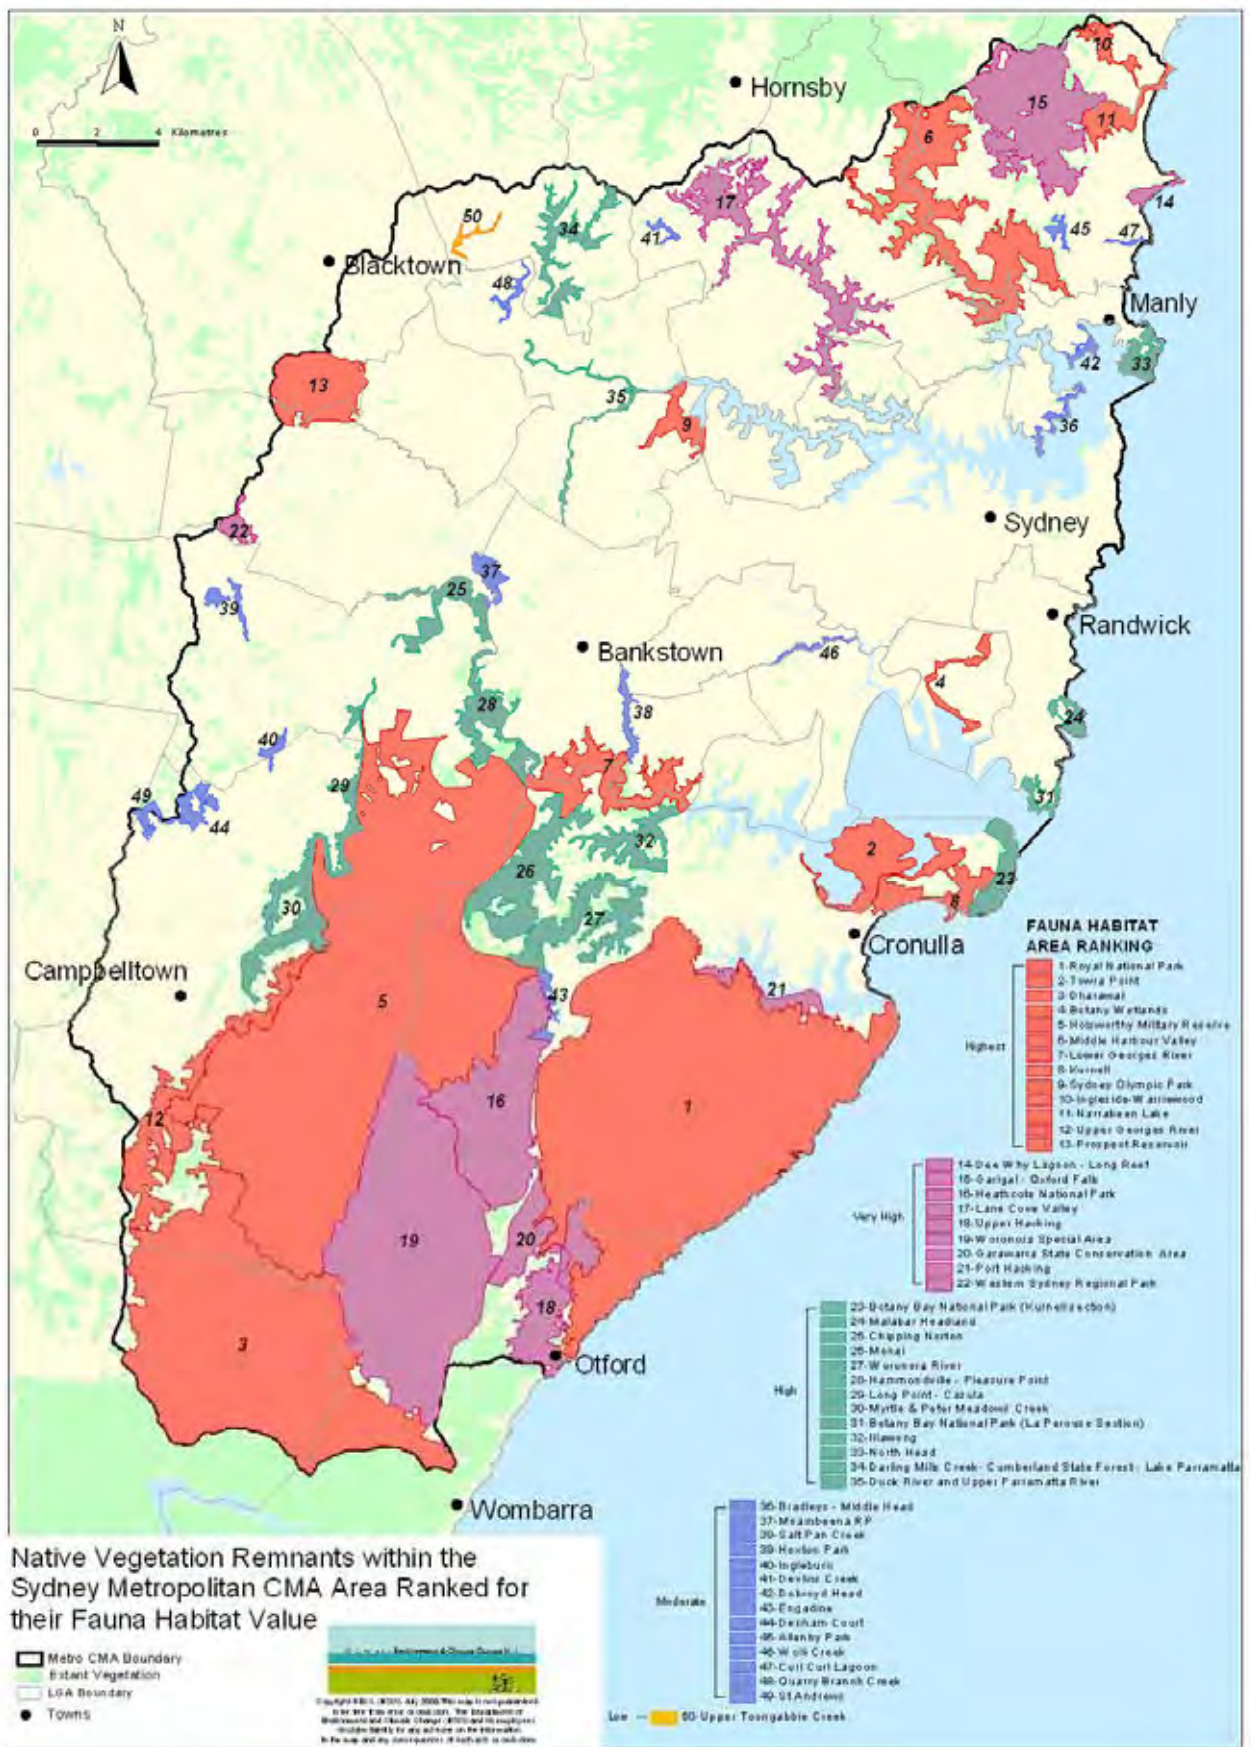 N
0 2 4 Kilometres
Hornsby
10
15
11
6
17
14
50
34
41
45
47
Blacktown
48
Manly
42
33
13
35
9
36
22
Sydney
37
25
39
Randwick
Bankstown
46
4
28
38
24
40
7
29
31
49
44
32
2
26
23
30
27
8
Cronulla
FAUNA HABITAT
AREA RANKING
Campbelltown
5
43
21
16
1
12
19
20
18
3
Otford
Wombarra
Highest
1-Royal National Park
2-Towra Point
3-Dharawal
4-Botany Wetlands
5-Holsworthy Military Reserve
6-Middle Harbour Valley
7-Lower Georges River
8-Kurnell
9-Sydney Olympic Park
10-Ingleside-Warriewood
11-Narrabeen Lake
12-Upper Georges River
13-Prospect Reservoir
Very High
14-Dee Why Lagoon - Long Reef
15-Garigal - Oxford Falls
16-Heathcote National Park
17-Lane Cove Valley
18-Upper Hacking
19-Woronora Special Area
20-Garawarra State Conservation Area
21-Port Hacking
22-Western Sydney Regional Park
High
23-Botany Bay National Park (Kurnell section)
24-Malabar Headland
25-Chipping Norton
26-Menai
27-Woronora River
28-Hammondville - Pleasure Point
29-Long Point - Casula
30-Myrtle & Peter Meadows Creek
31-Botany Bay National Park (La Perouse Section)
32-Illawong
33-North Head
34-Darling Mills Creek- Cumberland State Forest- Lake Parramatta
35-Duck River and Upper Parramatta River
Moderate
36-Bradleys - Middle Head
37-Mirambeena RP
38-Salt Pan Creek
39-Hoxton Park
40-Ingleburn
41-Devlins Creek
42-Dobroyd Head
43-Engadine
44-Denham Court
45-Allenby Park
46-Wolli Creek
47-Curl Curl Lagoon
48-Quarry Branch Creek
49-St Andrews
Low
50-Upper Toongabbie Creek
Native Vegetation Remnants within the
Sydney Metropolitan CMA Area Ranked for
their Fauna Habitat Value
Metro CMA Boundary
Extant Vegetation
LGA Boundary
Towns